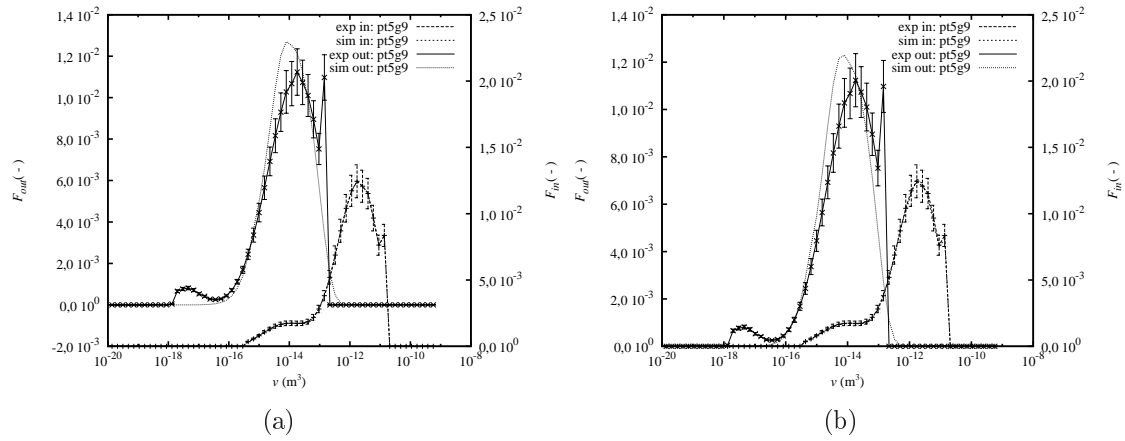 1,4 10⁻²
1,2 10⁻²
1,0 10⁻²
8,0 10⁻³
6,0 10⁻³
4,0 10⁻³
2,0 10⁻³
0,0 10⁰
-2,0 10⁻³
F_out(-)
10⁻²⁰ 10⁻¹⁸ 10⁻¹⁶ 10⁻¹⁴ 10⁻¹² 10⁻¹⁰ 10⁻⁸
v (m³)
2,5 10⁻²
2,0 10⁻²
1,5 10⁻²
1,0 10⁻²
5,0 10⁻³
0,0 10⁰
F_in(-)
exp in: pt5g9
sim in: pt5g9
exp out: pt5g9
sim out: pt5g9
(a)
1,4 10⁻²
1,2 10⁻²
1,0 10⁻²
8,0 10⁻³
6,0 10⁻³
4,0 10⁻³
2,0 10⁻³
0,0 10⁰
F_out(-)
10⁻²⁰ 10⁻¹⁸ 10⁻¹⁶ 10⁻¹⁴ 10⁻¹² 10⁻¹⁰ 10⁻⁸
v (m³)
2,5 10⁻²
2,0 10⁻²
1,5 10⁻²
1,0 10⁻²
5,0 10⁻³
0,0 10⁰
F_in(-)
exp in: pt5g9
sim in: pt5g9
exp out: pt5g9
sim out: pt5g9
(b)